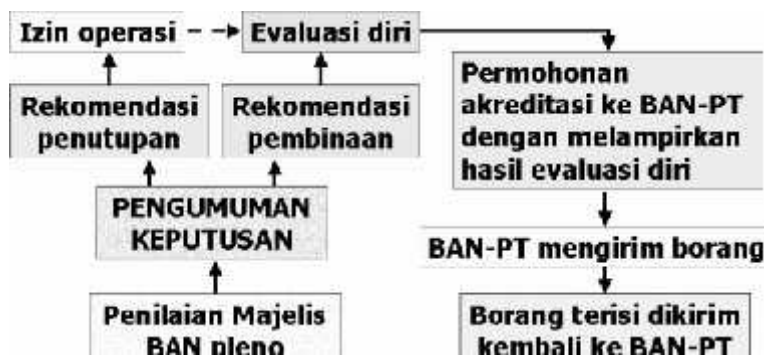 Izin operasi
Evaluasi diri
Rekomendasi
penutupan
Rekomendasi
pembinaan
Permohonan
akreditasi ke BAN-PT
dengan melampirkan
hasil evaluasi diri
PENGUMUMAN
KEPUTUSAN
BAN-PT mengirim borang
Penilaian Majelis
BAN pleno
Borang terisi dikirim
kembali ke BAN-PT